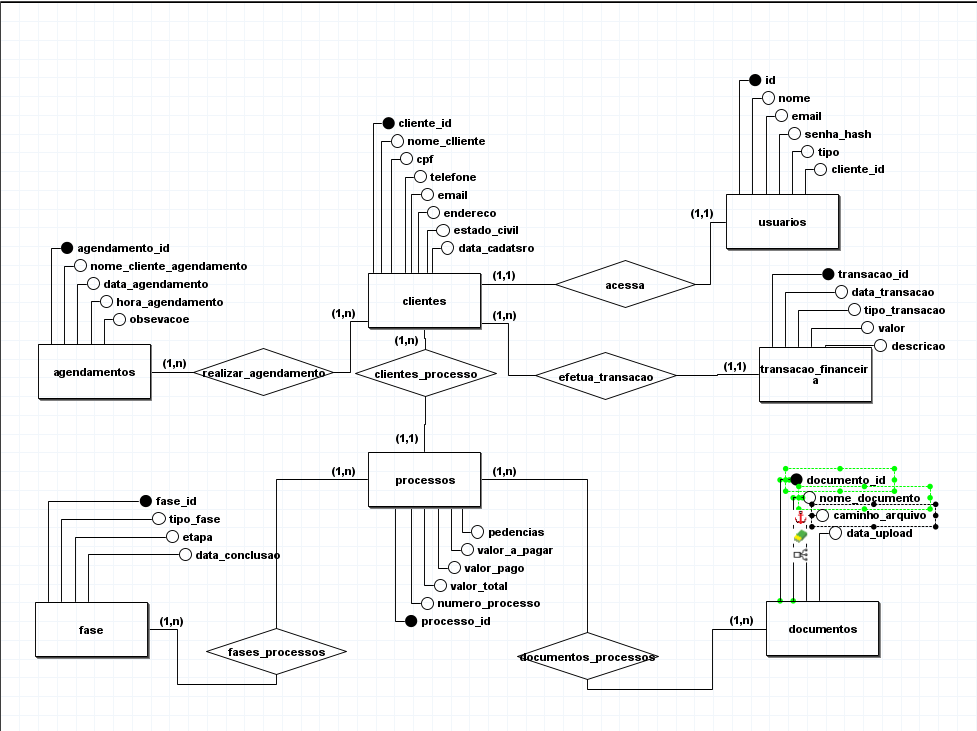 id
nome
email
senha_hash
tipo
cliente_id
usuarios
(1,1)
cliente_id
nome_clliente
cpf
telefone
email
endereco
estado_civil
data_cadatsro
clientes
(1,1)
acessa
(1,n)
(1,n)
(1,n)
agendamento_id
nome_cliente_agendamento
data_agendamento
hora_agendamento
obsevacoe
agendamentos
(1,n)
realizar_agendamento
clientes_processo
efetua_transacao
(1,1)
transacao_id
data_transacao
tipo_transacao
valor
descricao
transacao_financeir
a
(1,1)
processos
(1,n)
(1,n)
pedencias
valor_a_pagar
valor_pago
valor_total
numero_processo
processo_id
fase_id
tipo_fase
etapa
data_conclusao
fase
(1,n)
fases_processos
documentos_processos
(1,n)
documento_id
nome_documento
caminho_arquivo
data_upload
documentos